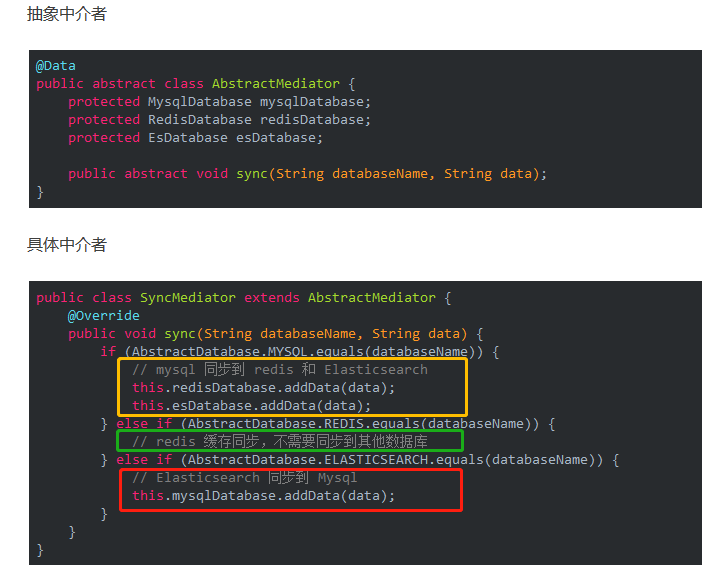 抽象中介者
@Data
public abstract class AbstractMediator {
    protected MysqlDatabase mysqlDatabase;
    protected RedisDatabase redisDatabase;
    protected EsDatabase esDatabase;
    public abstract void sync(String databaseName, String data);
}
具体中介者
public class SyncMediator extends AbstractMediator {
    @Override
    public void sync(String databaseName, String data) {
        if (AbstractDatabase.MYSQL.equals(databaseName)) {
            // mysql 同步到 redis 和 Elasticsearch
            this.redisDatabase.addData(data);
            this.esDatabase.addData(data);
        } else if (AbstractDatabase.REDIS.equals(databaseName)) {
            // redis 缓存同步，不需要同步到其他数据库
        } else if (AbstractDatabase.ELASTICSEARCH.equals(databaseName)) {
            // Elasticsearch 同步到 Mysql
            this.mysqlDatabase.addData(data);
        }
    }
}